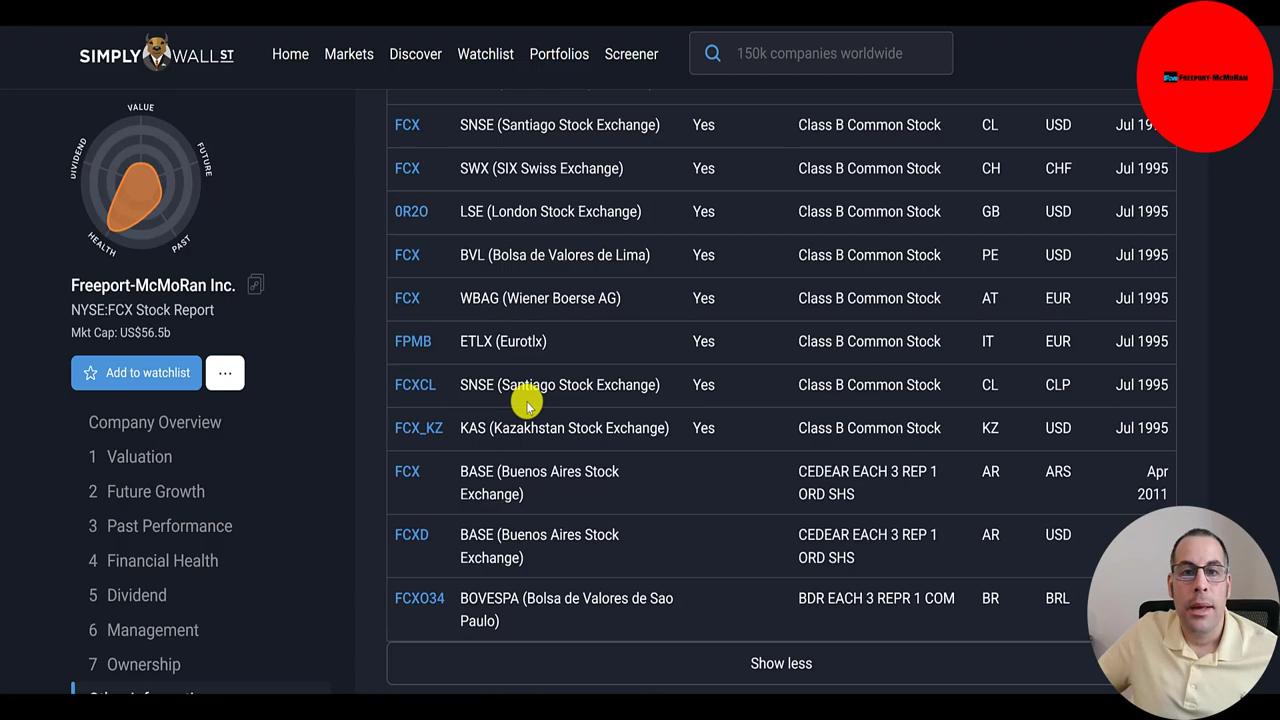 SIMPLY WALL ST
Home Markets Discover Watchlist Portfolios Screener
150k companies worldwide
FREEPORT-MCMORAN
VALUE
FUTURE
PAST
HEALTH
DIVIDEND
Freeport-McMoRan Inc.
NYSE:FCX Stock Report
Mkt Cap: US$56.5b
Add to watchlist ...
Company Overview
1 Valuation
2 Future Growth
3 Past Performance
4 Financial Health
5 Dividend
6 Management
7 Ownership
FCX SNSE (Santiago Stock Exchange) Yes Class B Common Stock CL USD Jul
FCX SWX (SIX Swiss Exchange) Yes Class B Common Stock CH CHF Jul 1995
0R2O LSE (London Stock Exchange) Yes Class B Common Stock GB USD Jul 1995
FCX BVL (Bolsa de Valores de Lima) Yes Class B Common Stock PE USD Jul 1995
FCX WBAG (Wiener Boerse AG) Yes Class B Common Stock AT EUR Jul 1995
FPMB ETLX (Eurotlx) Yes Class B Common Stock IT EUR Jul 1995
FCXCL SNSE (Santiago Stock Exchange) Yes Class B Common Stock CL CLP Jul 1995
FCX_KZ KAS (Kazakhstan Stock Exchange) Yes Class B Common Stock KZ USD Jul 1995
FCX BASE (Buenos Aires Stock CEDEAR EACH 3 REP 1 AR ARS Apr
Exchange) ORD SHS 2011
FCXD BASE (Buenos Aires Stock CEDEAR EACH 3 REP 1 AR USD
Exchange) ORD SHS
FCXO34 BOVESPA (Bolsa de Valores de Sao BDR EACH 3 REPR 1 COM BR BRL
Paulo)
Show less